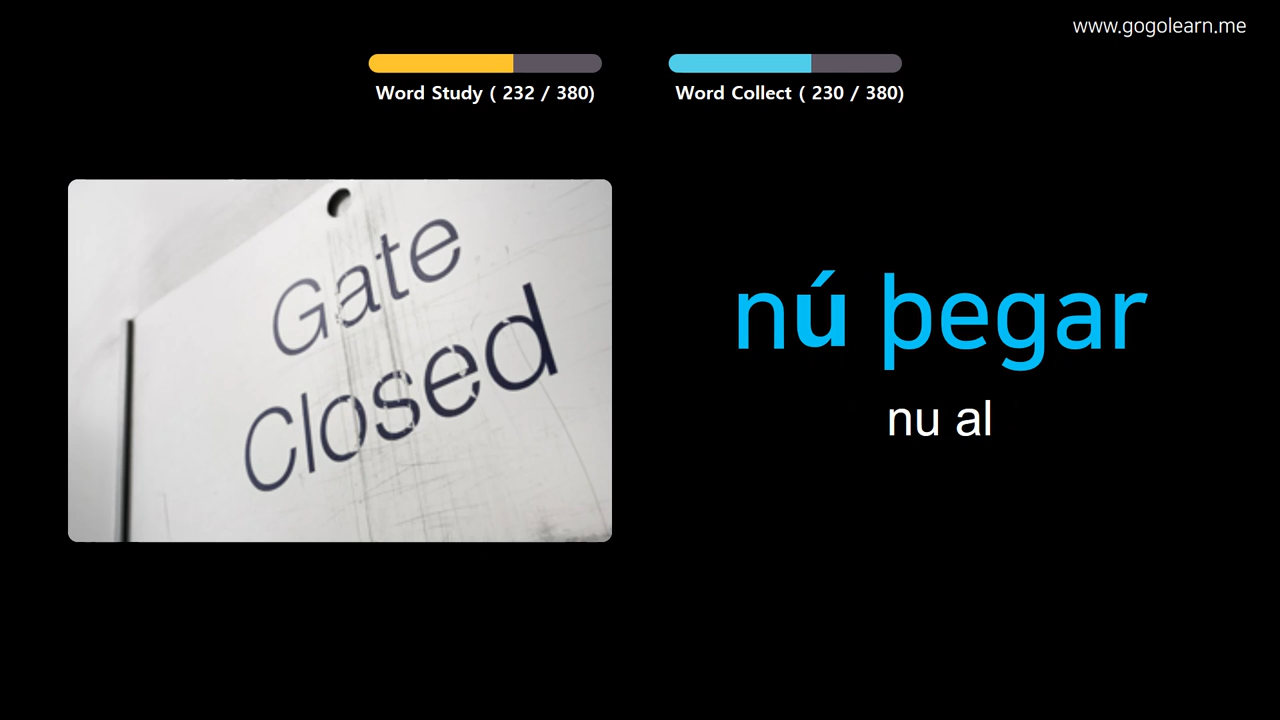 www.gogolearn.me
Word Study ( 232 / 380)
Word Collect ( 230 / 380)
Gate
Closed
nú þegar
nu al